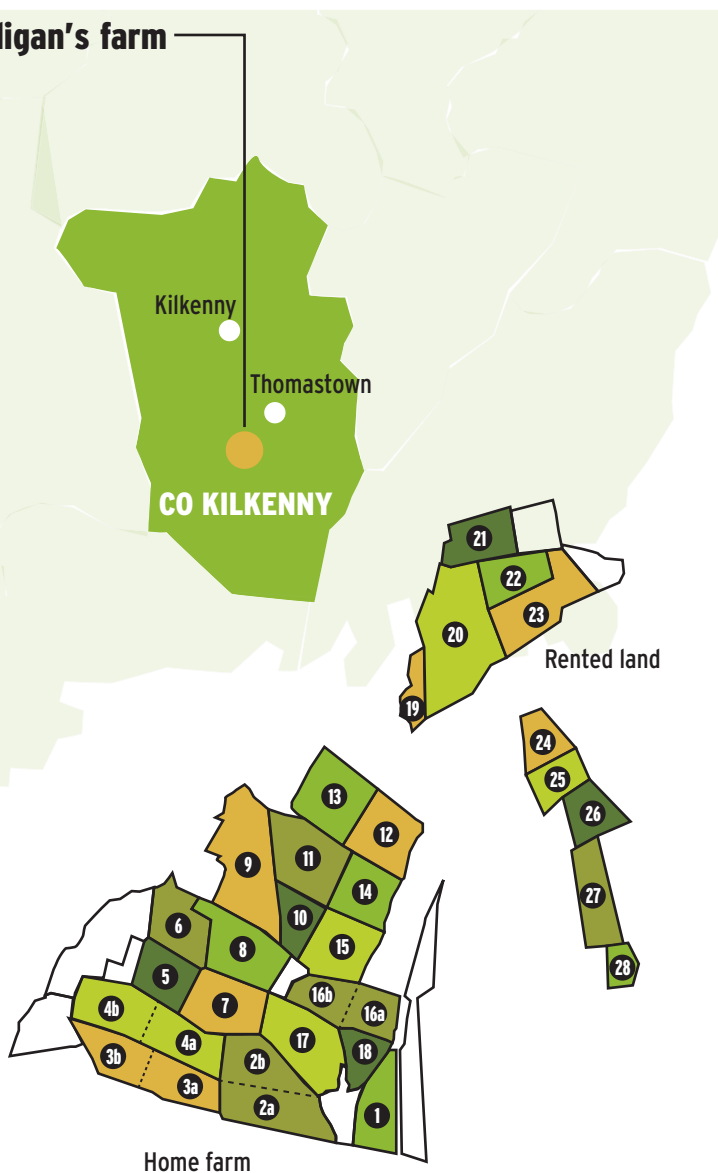 ligan's farm
Kilkenny
Thomastown
CO KILKENNY
21
22
23
20
Rented land
19
24
25
26
27
28
13
12
11
9
14
10
15
6
8
5
7
16b
16a
4b
4a
17
18
3b
3a
2b
2a
1
Home farm